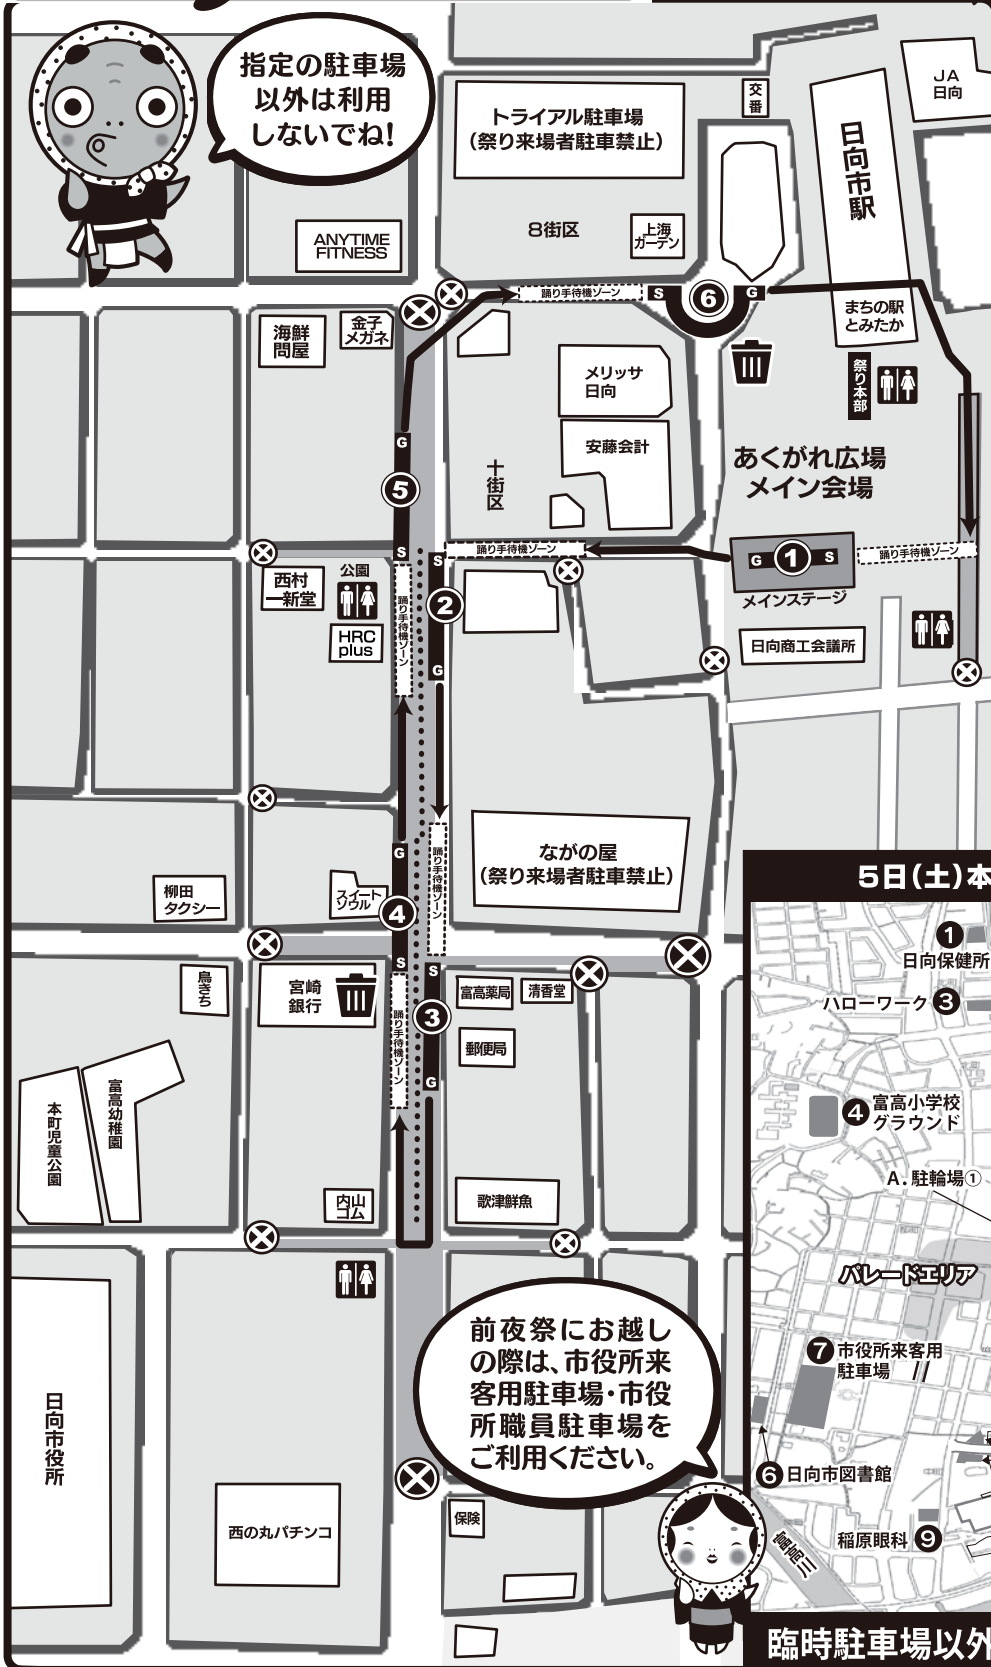 指定の駐車場
以外は利用
しないでね!
トライアル駐車場
(祭り来場者駐車禁止)
交番
JA
日向
日向市駅
8街区
上海
ガーデン
ANYTIME
FITNESS
踊り手待機ゾーン
S
6
G
まちの駅
とみたか
海鮮
問屋
金子
メガネ
祭り本部
メリッサ
日向
安藤会計
あくがれ広場
メイン会場
G
5
S
十街区
踊り手待機ゾーン
G
1
S
踊り手待機ゾーン
メインステージ
西村
一新堂
公園
HRC
plus
踊り手待機ゾーン
S
2
G
日向商工会議所
踊り手待機ゾーン
ながの屋
(祭り来場者駐車禁止)
柳田
タクシー
スイート
ソウル
G
4
S
鳥きち
宮崎
銀行
踊り手待機ゾーン
S
3
G
富高薬局
清香堂
郵便局
本町児童公園
富高幼稚園
内山
ゴム
歌津鮮魚
日向市役所
西の丸パチンコ
前夜祭にお越し
の際は、市役所来
客用駐車場・市役
所職員駐車場を
ご利用ください。
保険
5日(土)本
1
日向保健所
ハローワーク 3
4 富高小学校
グラウンド
A. 駐輪場①
パレードエリア
7 市役所来客用
駐車場
6 日向市図書館
稲原眼科 9
富高川
臨時駐車場以外